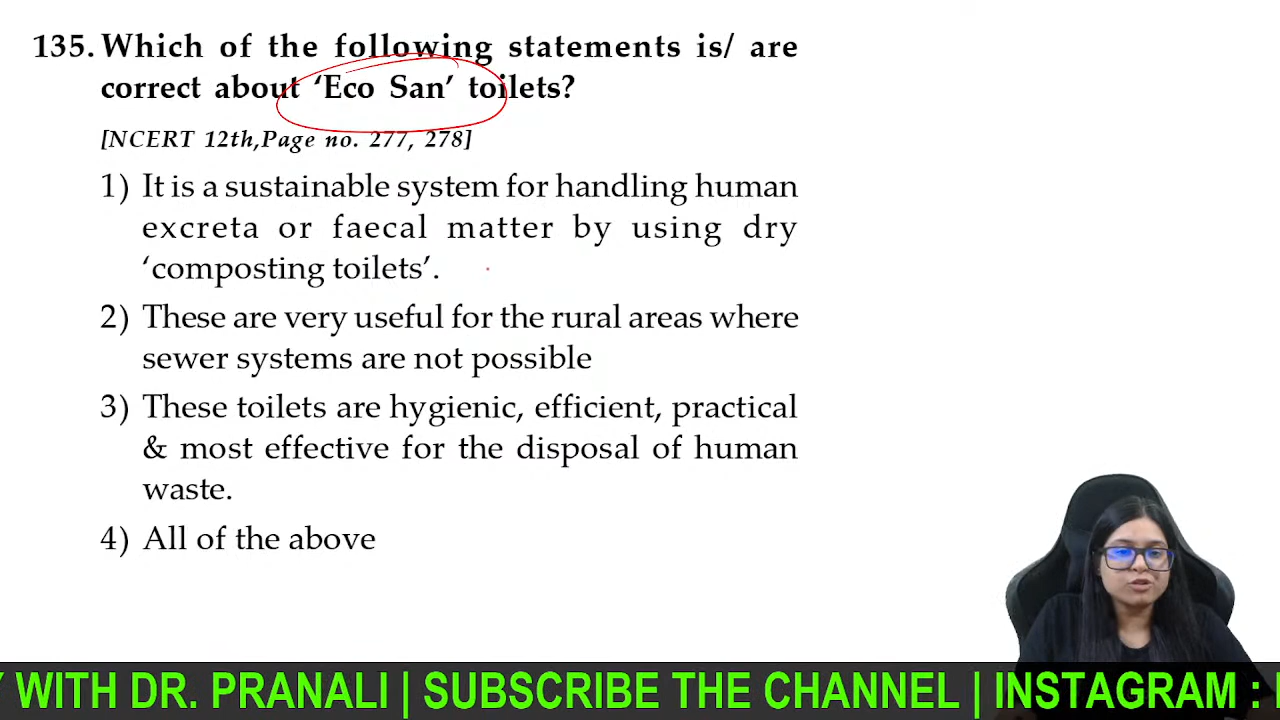 135. Which of the following statements is/ are
correct about ‘Eco San’ toilets?
[NCERT 12th,Page no. 277, 278]
1) It is a sustainable system for handling human
excreta or faecal matter by using dry
‘composting toilets’.
2) These are very useful for the rural areas where
sewer systems are not possible
3) These toilets are hygienic, efficient, practical
& most effective for the disposal of human
waste.
4) All of the above
WITH DR. PRANALI | SUBSCRIBE THE CHANNEL | INSTAGRAM :